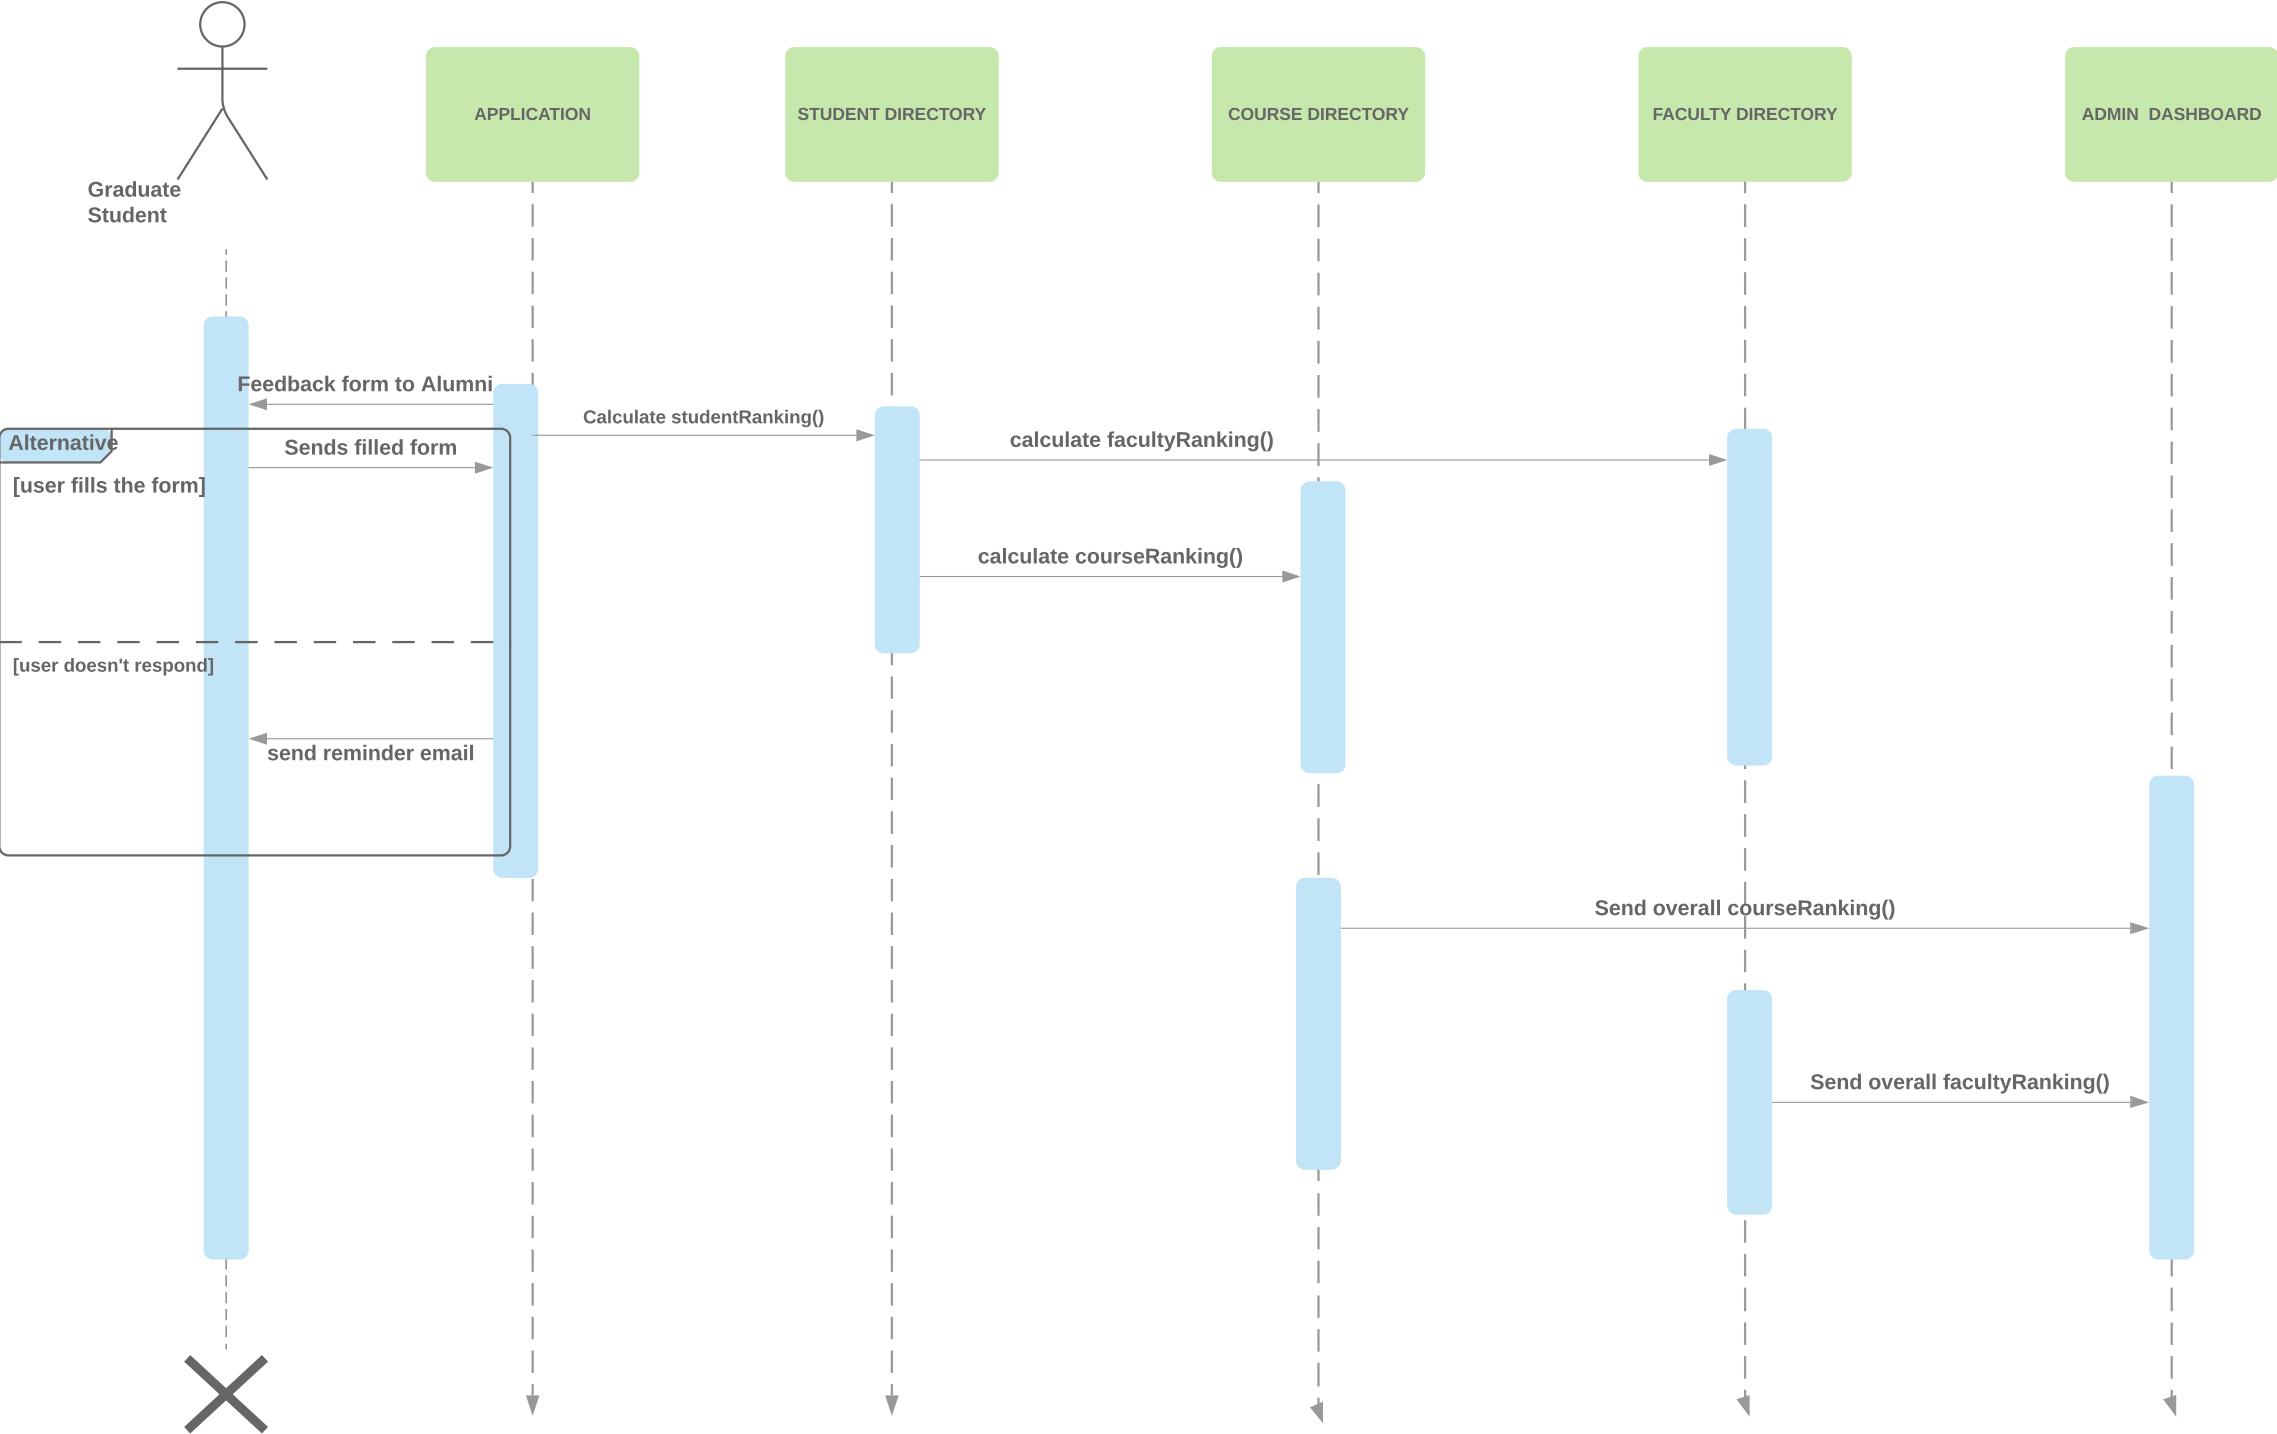 APPLICATION
STUDENT DIRECTORY
COURSE DIRECTORY
FACULTY DIRECTORY
ADMIN  DASHBOARD
Graduate
Student
Feedback form to Alumni
Calculate studentRanking()
Alternative
Sends filled form
calculate facultyRanking()
[user fills the form]
calculate courseRanking()
[user doesn't respond]
send reminder email
Send overall courseRanking()
Send overall facultyRanking()